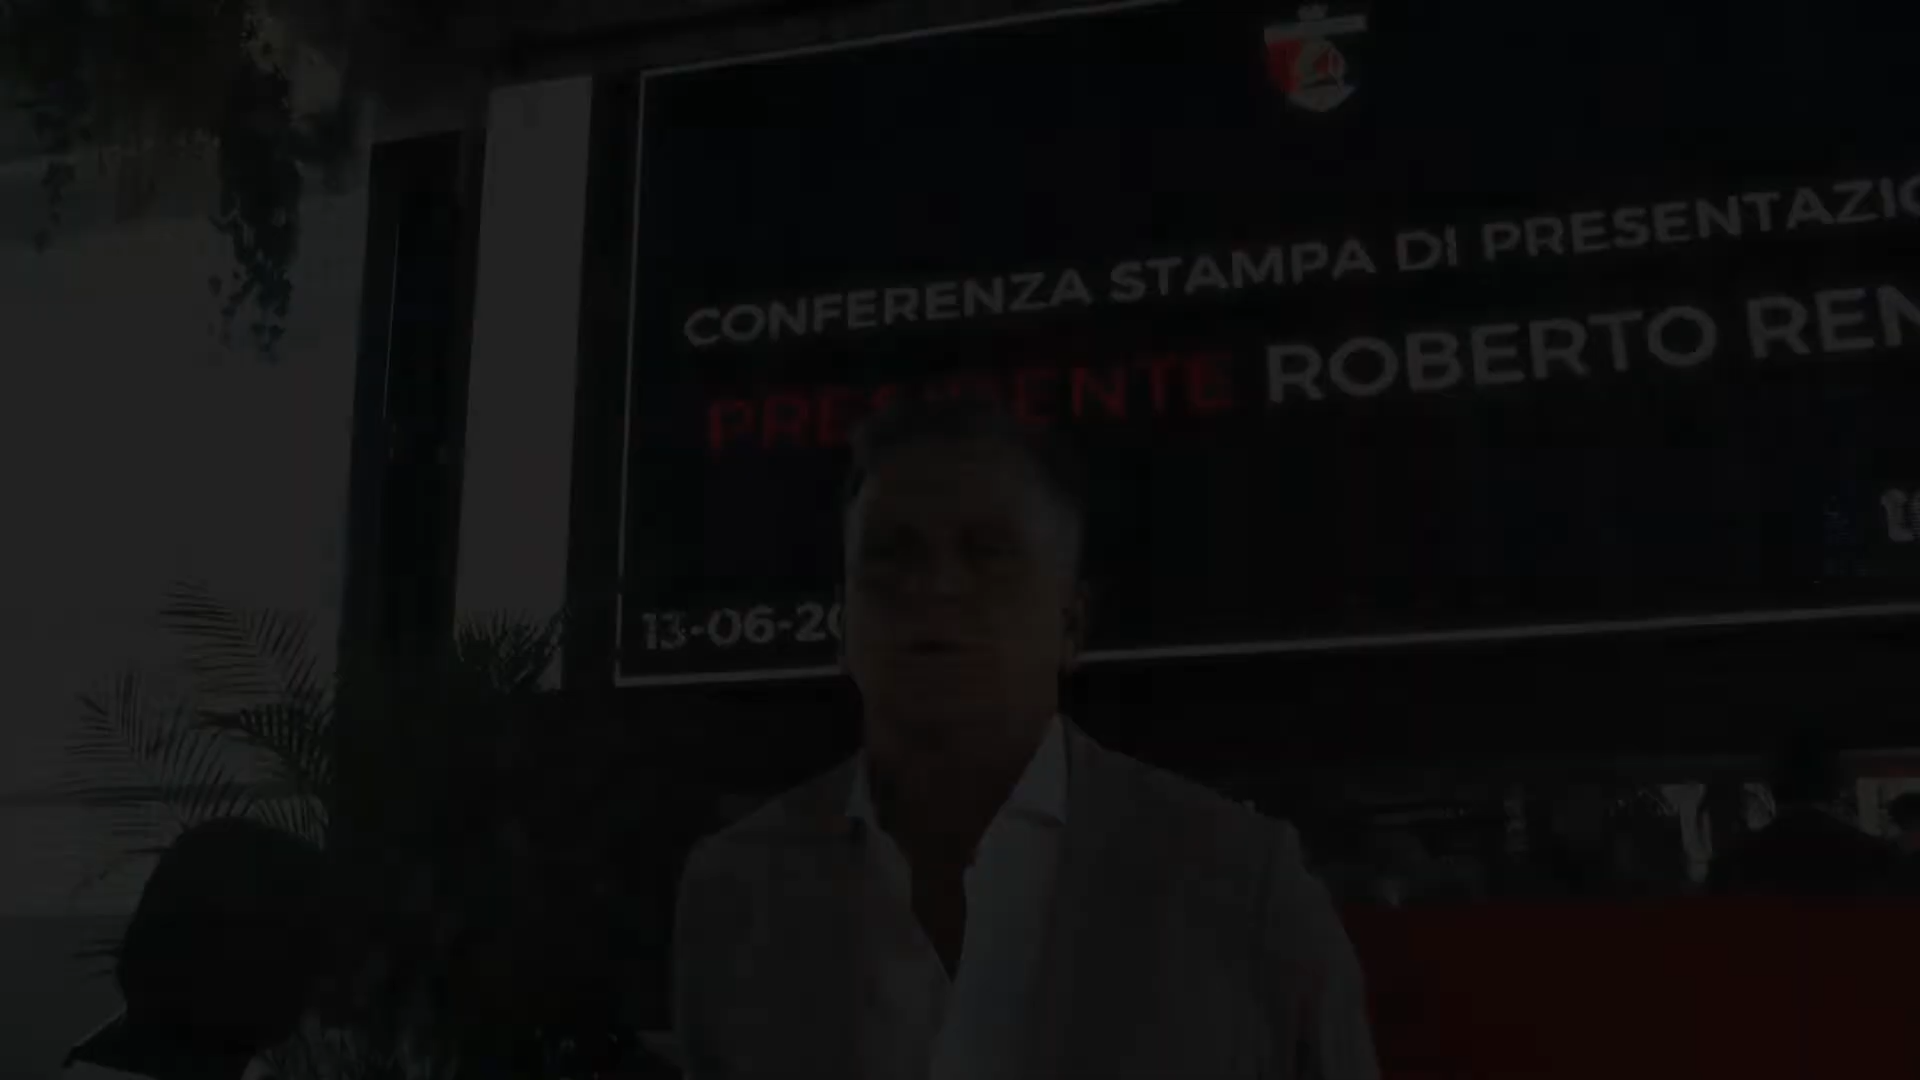 CONFERENZA STAMPA DI PRESENTAZIO
PRESIDENTE ROBERTO REN
13-06-20